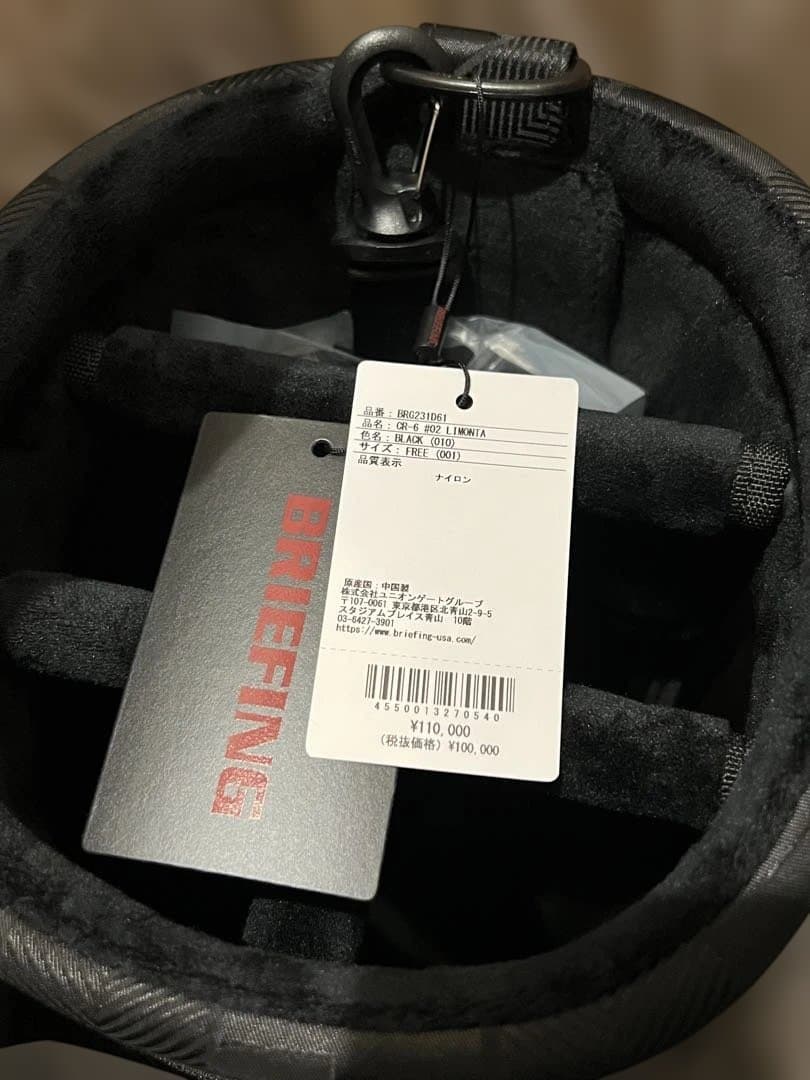 BRIEFING
品番 : BRG231D61
品名 : CR-6 #02 LIMONTA
色名 : BLACK (010)
サイズ : FREE (001)
品質表示
ナイロン
原産国 : 中国製
株式会社ユニオンゲートグループ
〒107-0061 東京都港区北青山2-9-5
スタジアムプレイス青山 10階
03-6427-3901
https://www.briefing-usa.com/
4550013270540
¥110,000
(税抜価格) ¥100,000
BRIEFING